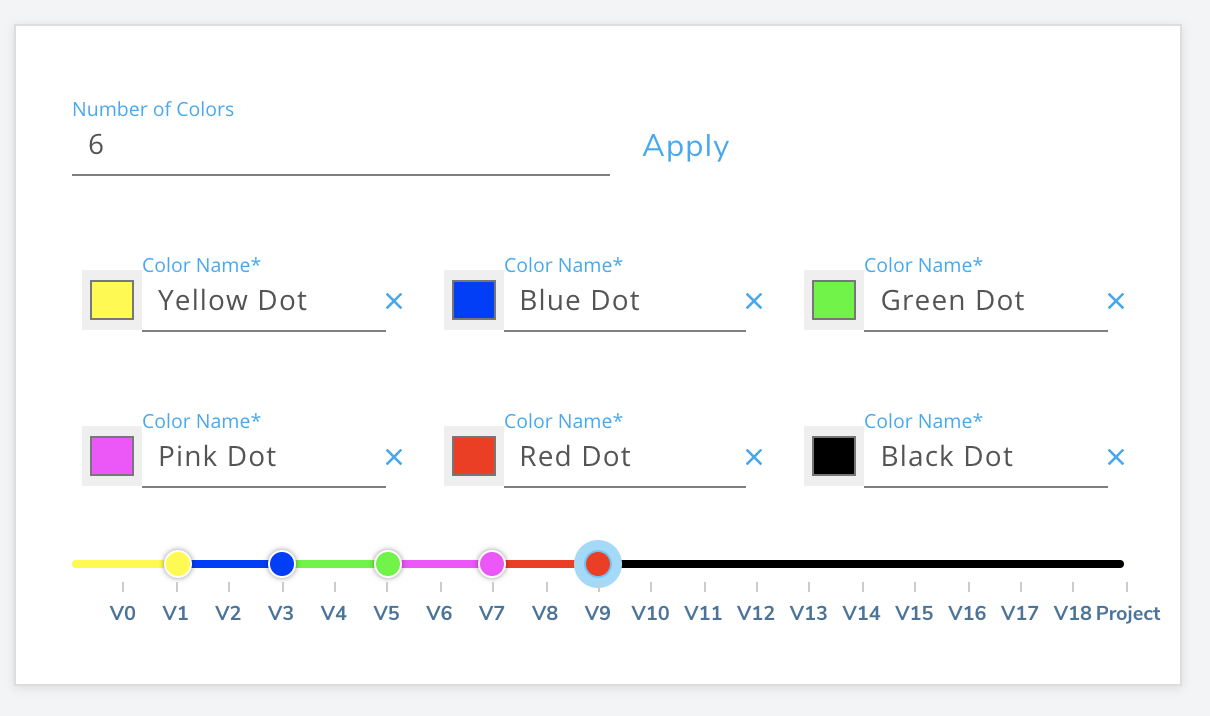 Number of Colors
6
Apply
Color Name* Color Name* Color Name*
Yellow Dot Blue Dot Green Dot
Color Name* Color Name* Color Name*
Pink Dot Red Dot Black Dot
V0 V1 V2 V3 V4 V5 V6 V7 V8 V9 V10 V11 V12 V13 V14 V15 V16 V17 V18 Project